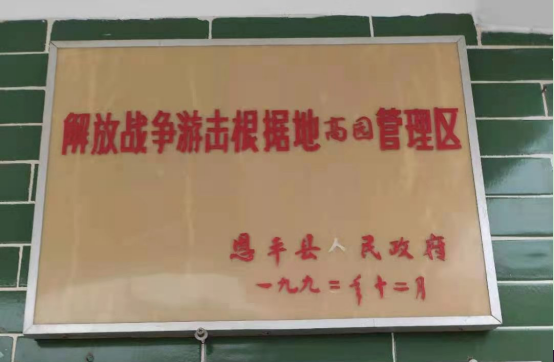 解放战争游击根据地高园管理区
恩平县人民政府
一九九二年十二月